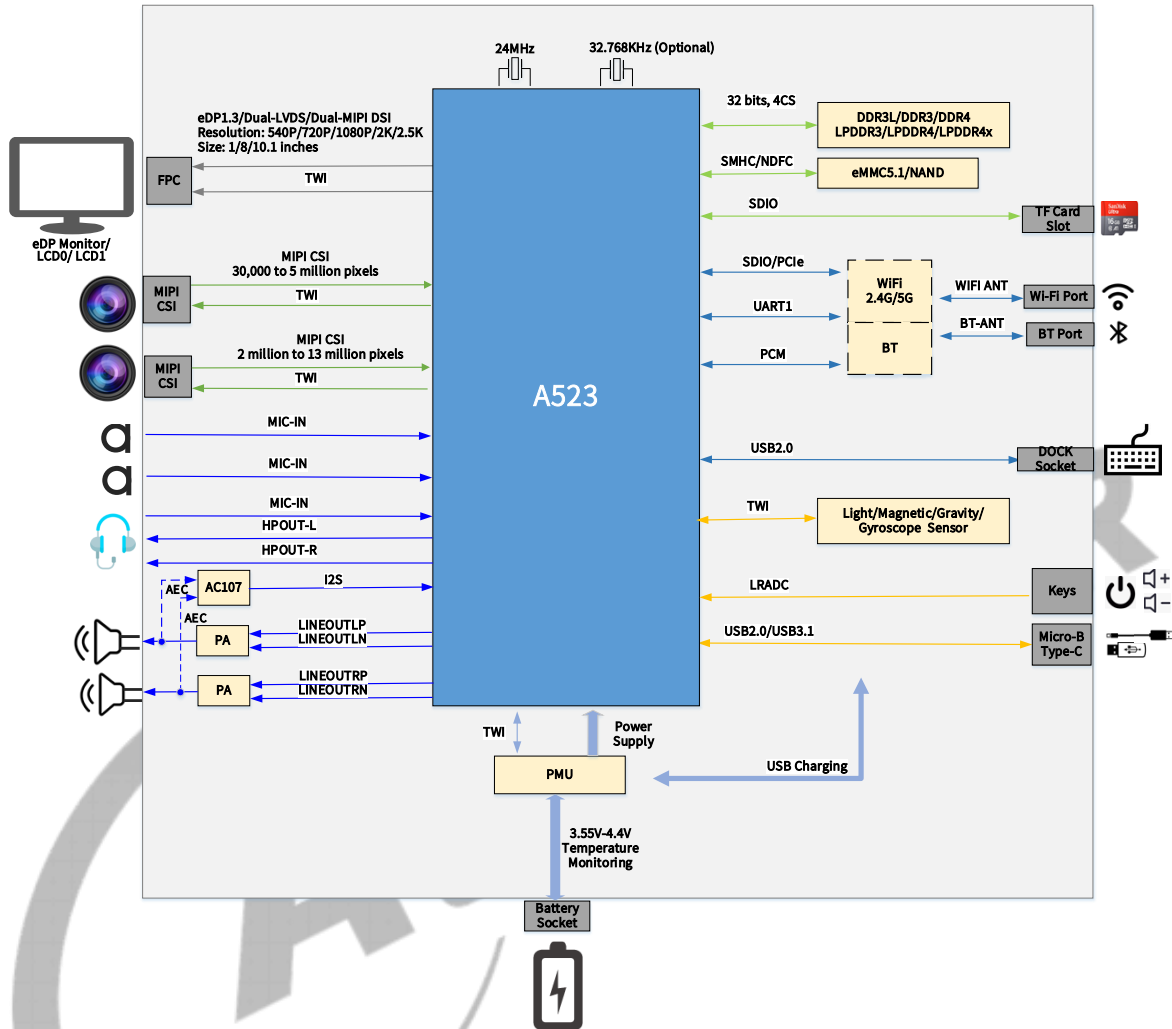 24MHz
32.768KHz (Optional)
eDP1.3/Dual-LVDS/Dual-MIPI DSI
Resolution: 540P/720P/1080P/2K/2.5K
Size: 1/8/10.1 inches
FPC
TWI
eDP Monitor/
LCD0/ LCD1
MIPI CSI
30,000 to 5 million pixels
MIPI
CSI
TWI
MIPI CSI
2 million to 13 million pixels
MIPI
CSI
TWI
MIC-IN
MIC-IN
MIC-IN
HPOUT-L
HPOUT-R
AEC
AC107
I2S
AEC
PA
LINEOUTLP
LINEOUTLN
PA
LINEOUTRP
LINEOUTRN
A523
32 bits, 4CS
DDR3L/DDR3/DDR4
LPDDR3/LPDDR4/LPDDR4x
SMHC/NDFC
eMMC5.1/NAND
SDIO
TF Card
Slot
SDIO/PCIe
WiFi
2.4G/5G
WIFI ANT
Wi-Fi Port
UART1
BT-ANT
BT Port
PCM
BT
USB2.0
DOCK
Socket
TWI
Light/Magnetic/Gravity/
Gyroscope Sensor
LRADC
Keys
USB2.0/USB3.1
Micro-B
Type-C
TWI
Power
Supply
PMU
USB Charging
3.55V-4.4V
Temperature
Monitoring
Battery
Socket